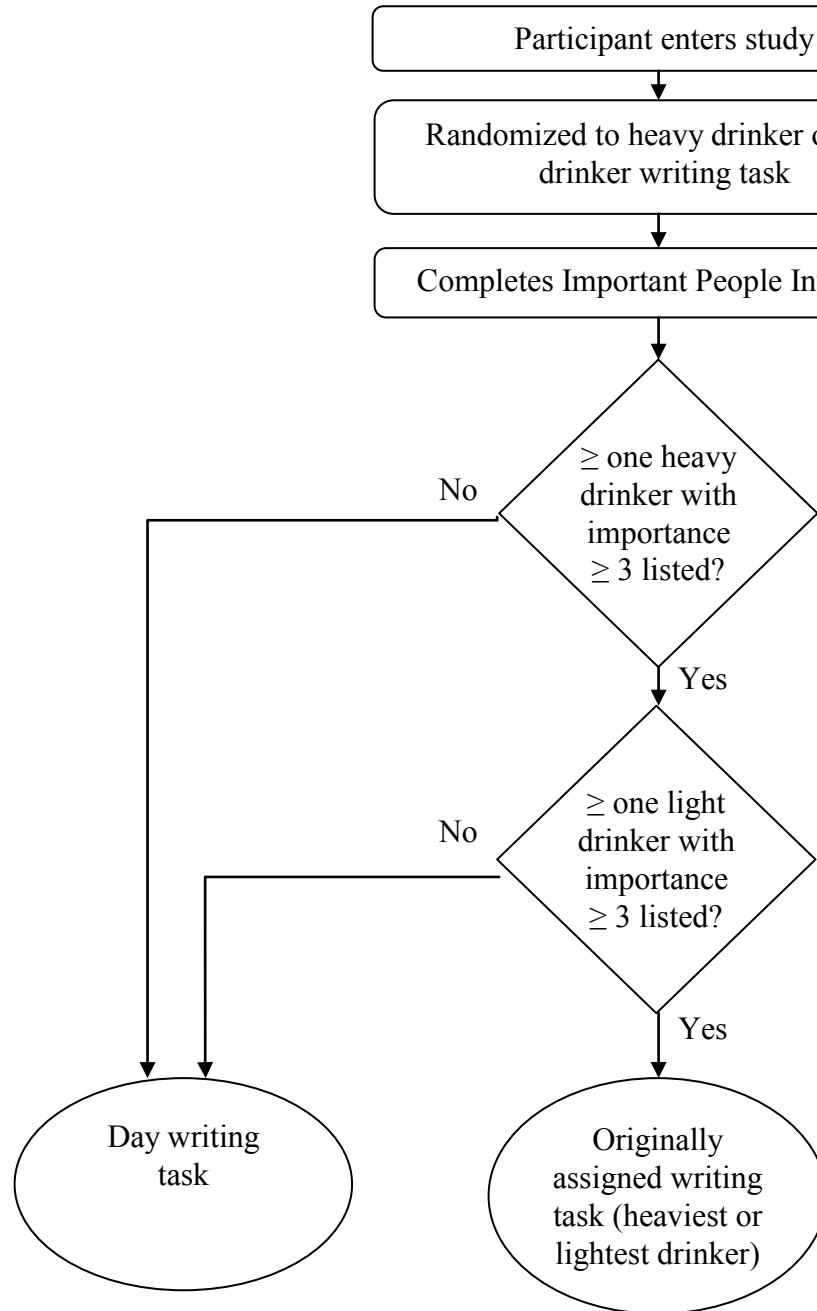 Participant enters study
Randomized to heavy drinker
drinker writing task
Completes Important People
≥ one heavy
drinker with
importance
≥ 3 listed?
No
Yes
≥ one light
drinker with
importance
≥ 3 listed?
No
Yes
Day writing
task
Originally
assigned writing
task (heaviest or
lightest drinker)